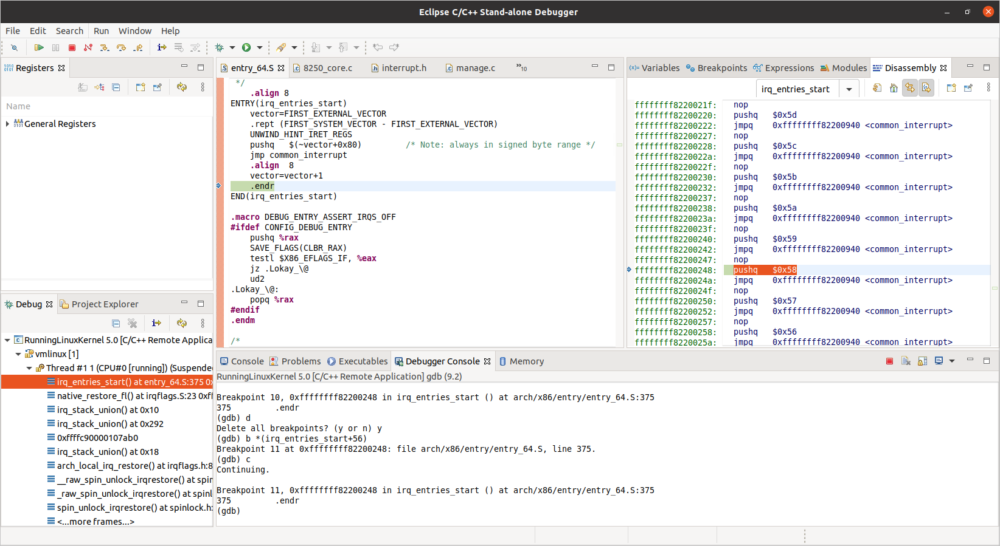 Eclipse C/C++ Stand-alone Debugger
File Edit Search Run Window Help
Registers
Name
General Registers
entry_64.S 8250_core.c interrupt.h manage.c »10
*/
.align 8
ENTRY(irq_entries_start)
vector=FIRST_EXTERNAL_VECTOR
.rept (FIRST_SYSTEM_VECTOR - FIRST_EXTERNAL_VECTOR)
UNWIND_HINT_IRET_REGS
pushq $(~vector+0x80) /* Note: always in signed byte range */
jmp common_interrupt
.align 8
vector=vector+1
.endr
END(irq_entries_start)
.macro DEBUG_ENTRY_ASSERT_IRQS_OFF
#ifdef CONFIG_DEBUG_ENTRY
pushq %rax
SAVE_FLAGS(CLBR_RAX)
testl $X86_EFLAGS_IF, %eax
jz .Lokay_\@
ud2
.Lokay_\@:
popq %rax
#endif
.endm
/*
(x)= Variables Breakpoints Expressions Modules Disassembly
irq_entries_start
ffffffff8220021f: nop
ffffffff82200220: pushq $0x5d
ffffffff82200222: jmpq 0xffffffff82200940 <common_interrupt>
ffffffff82200227: nop
ffffffff82200228: pushq $0x5c
ffffffff8220022a: jmpq 0xffffffff82200940 <common_interrupt>
ffffffff8220022f: nop
ffffffff82200230: pushq $0x5b
ffffffff82200232: jmpq 0xffffffff82200940 <common_interrupt>
ffffffff82200237: nop
ffffffff82200238: pushq $0x5a
ffffffff8220023a: jmpq 0xffffffff82200940 <common_interrupt>
ffffffff8220023f: nop
ffffffff82200240: pushq $0x59
ffffffff82200242: jmpq 0xffffffff82200940 <common_interrupt>
ffffffff82200247: nop
ffffffff82200248: pushq $0x58
ffffffff8220024a: jmpq 0xffffffff82200940 <common_interrupt>
ffffffff8220024f: nop
ffffffff82200250: pushq $0x57
ffffffff82200252: jmpq 0xffffffff82200940 <common_interrupt>
ffffffff82200257: nop
ffffffff82200258: pushq $0x56
ffffffff8220025a: jmpq 0xffffffff82200940 <common_interrupt>
Debug Project Explorer
RunningLinuxKernel 5.0 [C/C++ Remote Applica
vmlinux [1]
Thread #1 1 (CPU#0 [running]) (Suspende
irq_entries_start() at entry_64.S:375 0x
native_restore_fl() at irqflags.S:23 0xff
irq_stack_union() at 0x10
irq_stack_union() at 0x292
0xffffc90000107ab0
irq_stack_union() at 0x18
arch_local_irq_restore() at irqflags.h:8
__raw_spin_unlock_irqrestore() at spin
_raw_spin_unlock_irqrestore() at spinl
spin_unlock_irqrestore() at spinlock.h:
<...more frames...>
Console Problems Executables Debugger Console Memory
RunningLinuxKernel 5.0 [C/C++ Remote Application] gdb (9.2)
Breakpoint 10, 0xffffffff82200248 in irq_entries_start () at arch/x86/entry/entry_64.S:375
375 .endr
(gdb) d
Delete all breakpoints? (y or n) y
(gdb) b *(irq_entries_start+56)
Breakpoint 11 at 0xffffffff82200248: file arch/x86/entry/entry_64.S, line 375.
(gdb) c
Continuing.
Breakpoint 11, 0xffffffff82200248 in irq_entries_start () at arch/x86/entry/entry_64.S:375
375 .endr
(gdb)